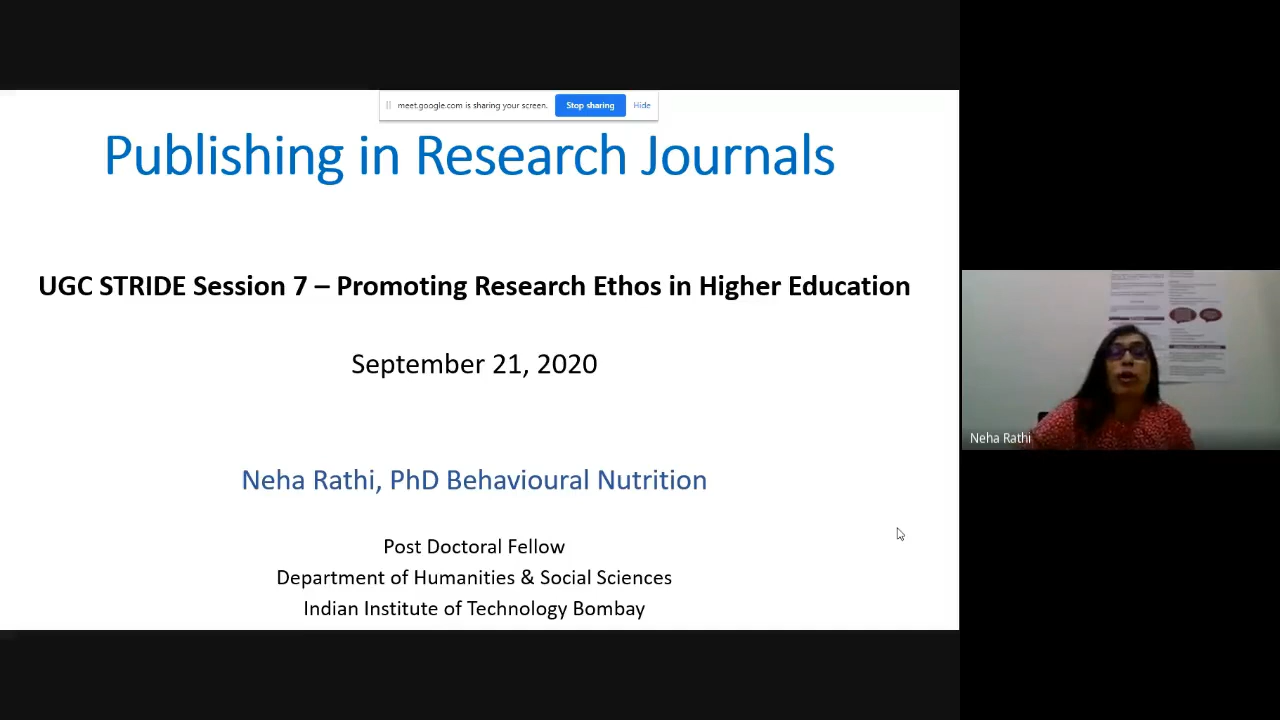 meet.google.com is sharing your screen. Stop sharing Hide
Publishing in Research Journals
UGC STRIDE Session 7 – Promoting Research Ethos in Higher Education
September 21, 2020
Neha Rathi, PhD Behavioural Nutrition
Post Doctoral Fellow
Department of Humanities & Social Sciences
Indian Institute of Technology Bombay
Neha Rathi